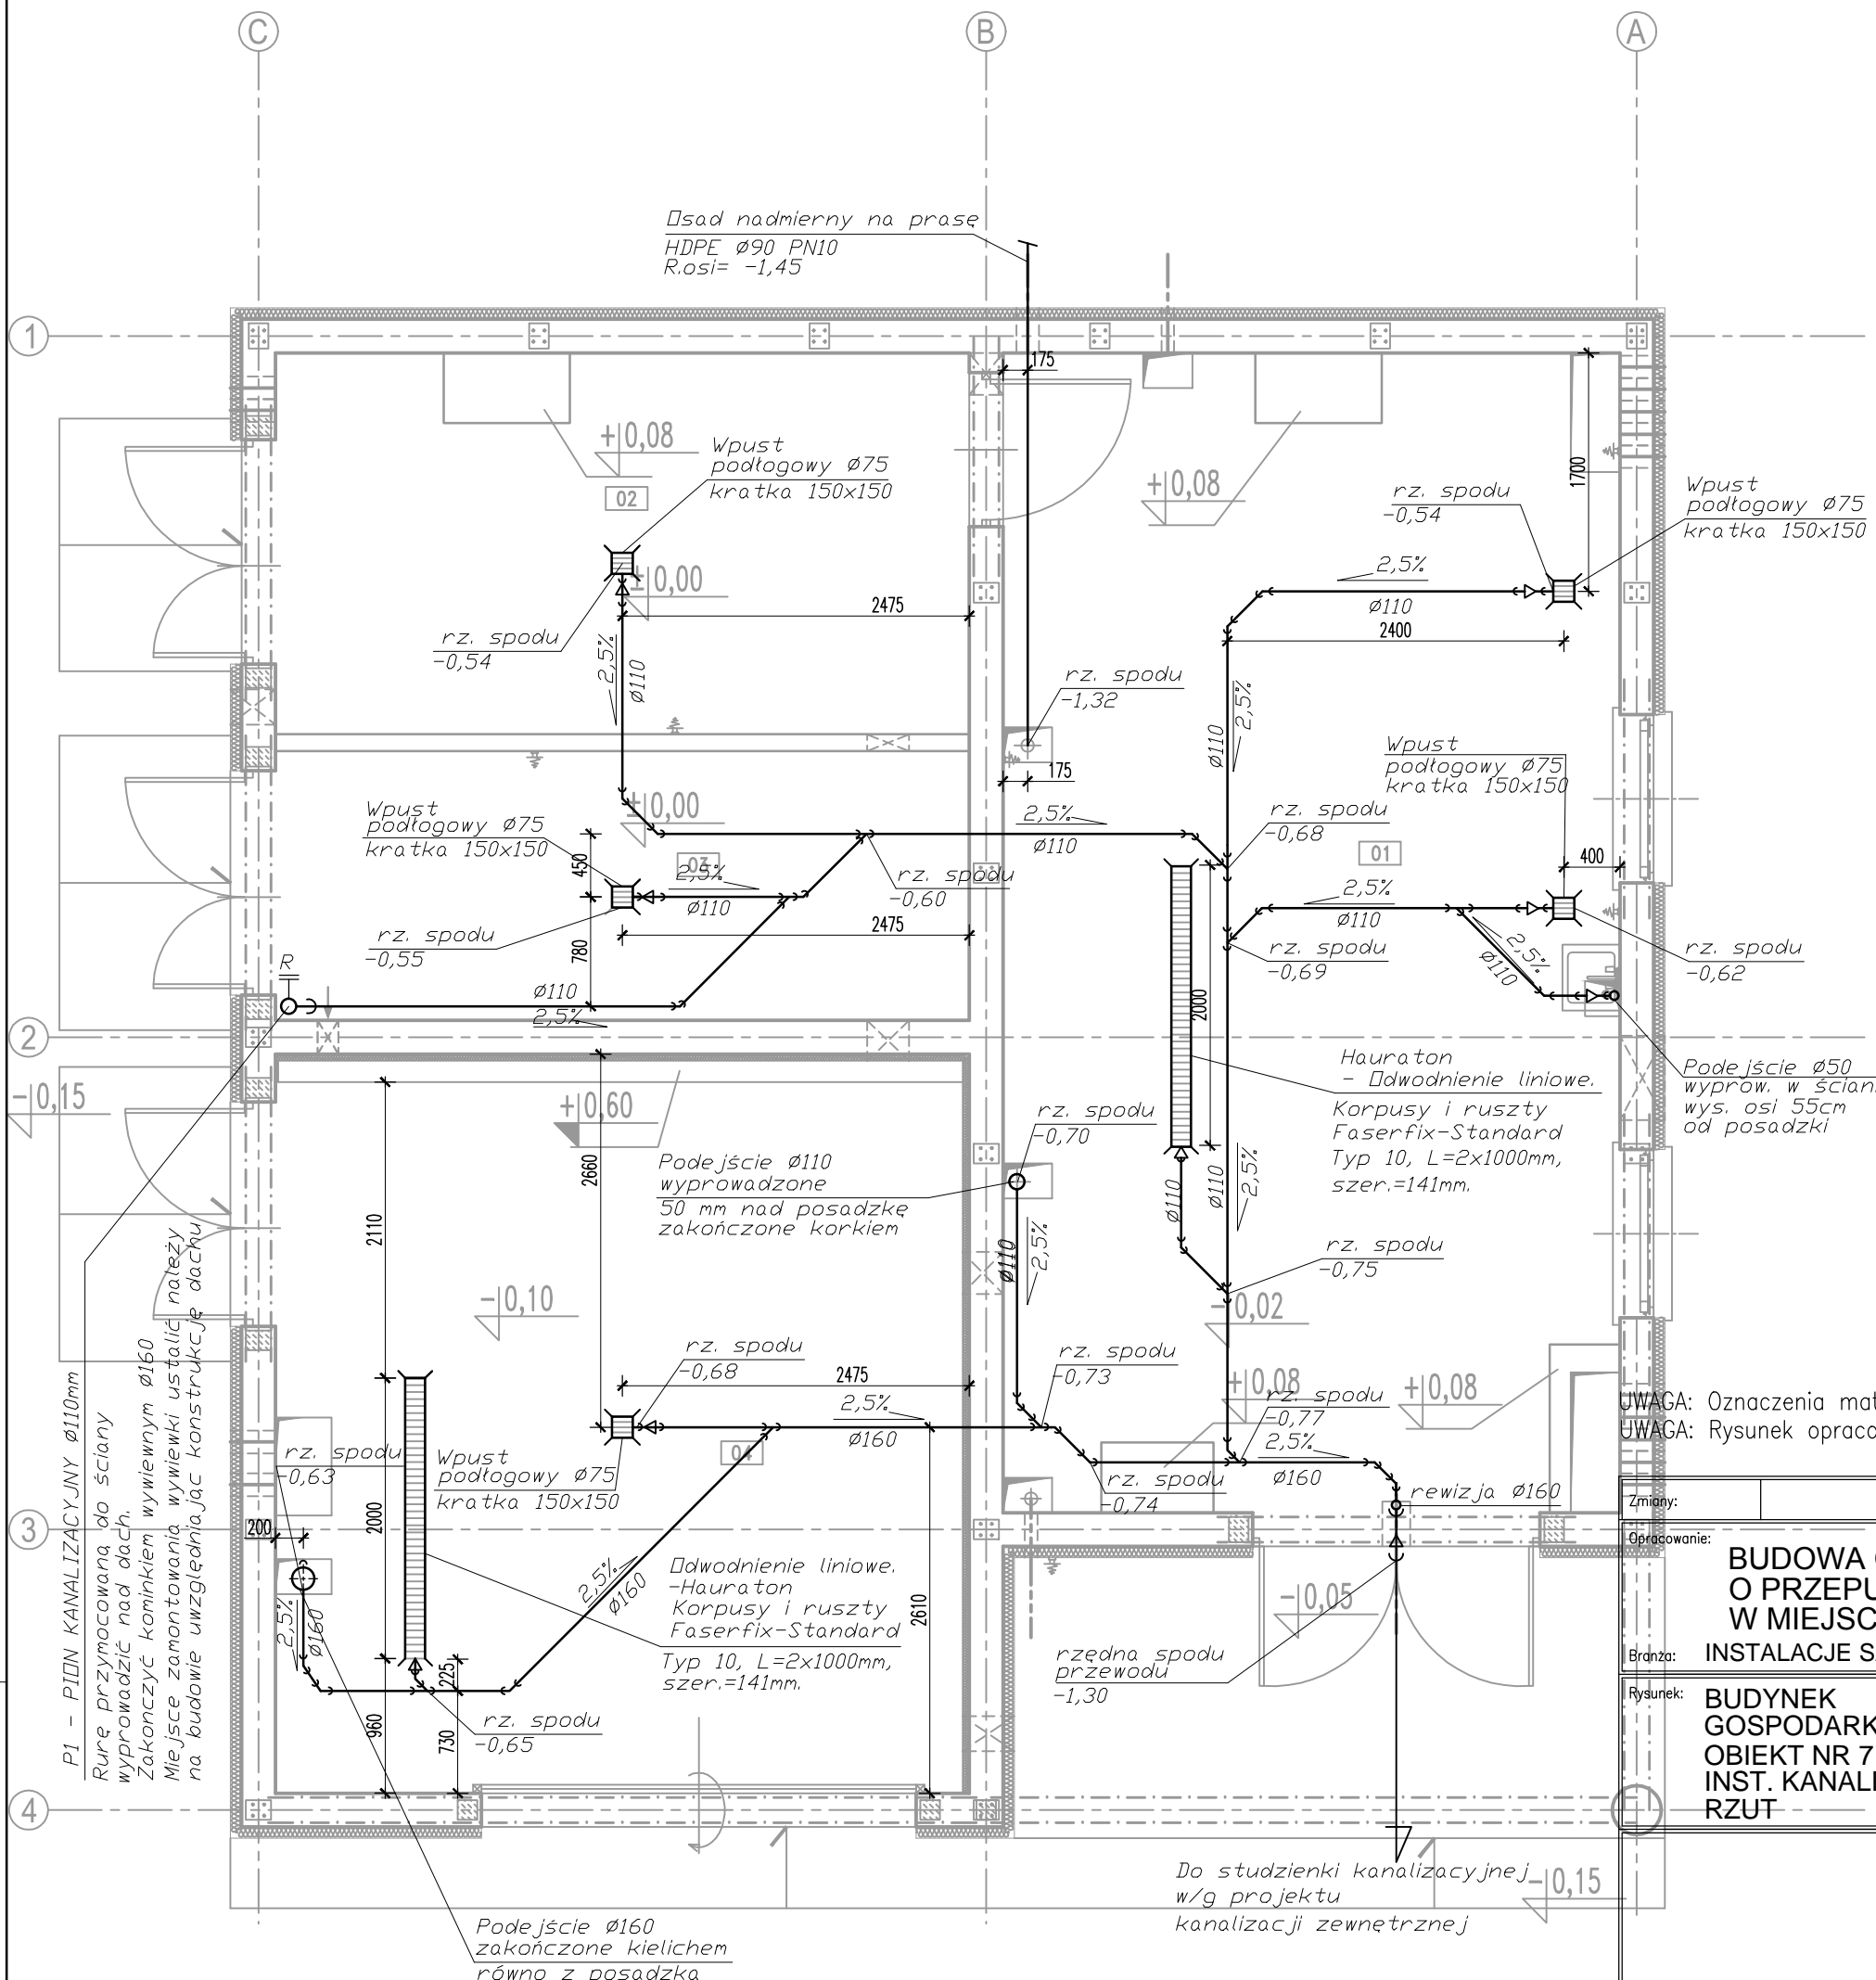 C
B
A
Osad nadmierny na prasę
HDPE Ø90 PN10
R.osi= -1,45
1
175
+0,08
Wpust
podłogowy Ø75
kratka 150x150
02
+0,08
1700
rz. spodu
-0,54
Wpust
podłogowy Ø75
kratka 150x150
2,5%
Ø110
2400
±0,00
2475
rz. spodu
-0,54
2,5%
Ø110
rz. spodu
-1,32
Ø110
2,5%
175
Wpust
podłogowy Ø75
kratka 150x150
±0,00
Wpust
podłogowy Ø75
kratka 150x150
450
03
2,5%
Ø110
2,5%
Ø110
rz. spodu
-0,68
01
400
rz. spodu
-0,60
2,5%
Ø110
rz. spodu
-0,55
780
2475
rz. spodu
-0,69
2,5%
Ø110
rz. spodu
-0,62
R
Ø110
2,5%
2000
2
-0,15
Hauraton
- Odwodnienie liniowe.
Korpusy i ruszty
Faserfix-Standard
Typ 10, L=2x1000mm,
szer.=141mm.
Podejście Ø50
wys. osi 55cm
od posadzki
+0,60
rz. spodu
-0,70
2110
2660
Podejście Ø110
wyprowadzone
50 mm nad posadzkę
zakończone korkiem
Ø110
Ø110
2,5%
Ø110
2,5%
rz. spodu
-0,75
-0,10
-0,02
rz. spodu
-0,68
2475
rz. spodu
-0,73
2,5%
Ø160
+0,08
rz. spodu
-0,77
2,5%
Ø160
+0,08
UWAGA: Oznaczenia
UWAGA: Rysunek
rz. spodu
-0,63
Wpust
podłogowy Ø75
kratka 150x150
04
rz. spodu
-0,74
rewizja Ø160
Zmiany:
3
200
2000
Opracowanie:
BUDOWA
O
W
Branża: INSTALACJE
2,5%
Ø160
2,5%
Ø160
Odwodnienie liniowe.
-Hauraton
Korpusy i ruszty
Faserfix-Standard
Typ 10, L=2x1000mm,
szer.=141mm.
2610
-0,05
rzędna spodu
przewodu
-1,30
225
rz. spodu
-0,65
960
730
Rysunek: BUDYNEK
OBIEKT NR 7
INST.
RZUT
4
P1 - PION KANALIZACYJNY Ø110mm
Rurę przymocowaną do ściany
wyprowadzić nad dach.
Zakończyć kominkiem wywiewnym Ø160
Miejsce zamontowania wywiewki ustalić należy
na budowie uwzględniając konstrukcję dachu
Do studzienki kanalizacyjnej
w/g projektu
kanalizacji zewnętrznej
-0,15
Podejście Ø160
zakończone kielichem
równo z posadzką